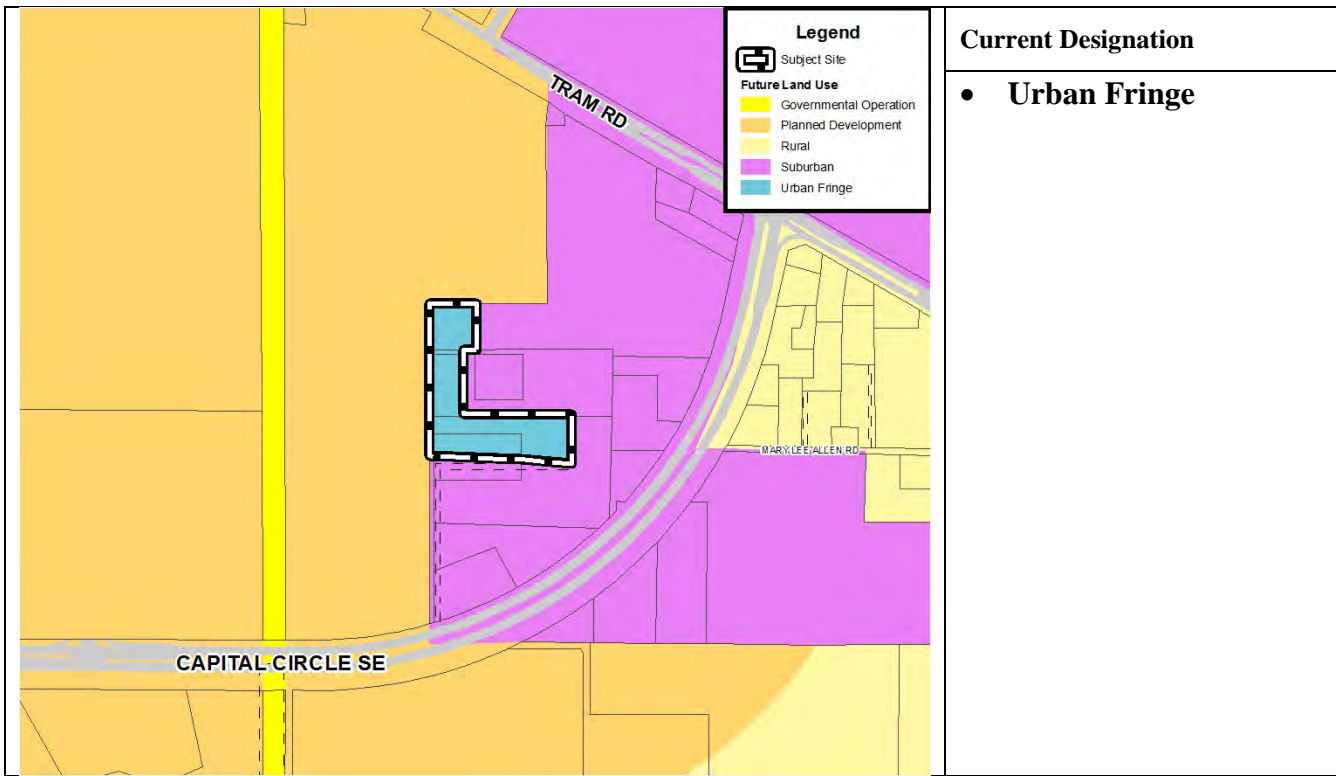 Legend
Subject Site
Future Land Use
Governmental Operation
Planned Development
Rural
Suburban
Urban Fringe
TRAM RD
MARY LEE ALLEN RD
CAPITAL CIRCLE SE
Current Designation
• Urban Fringe